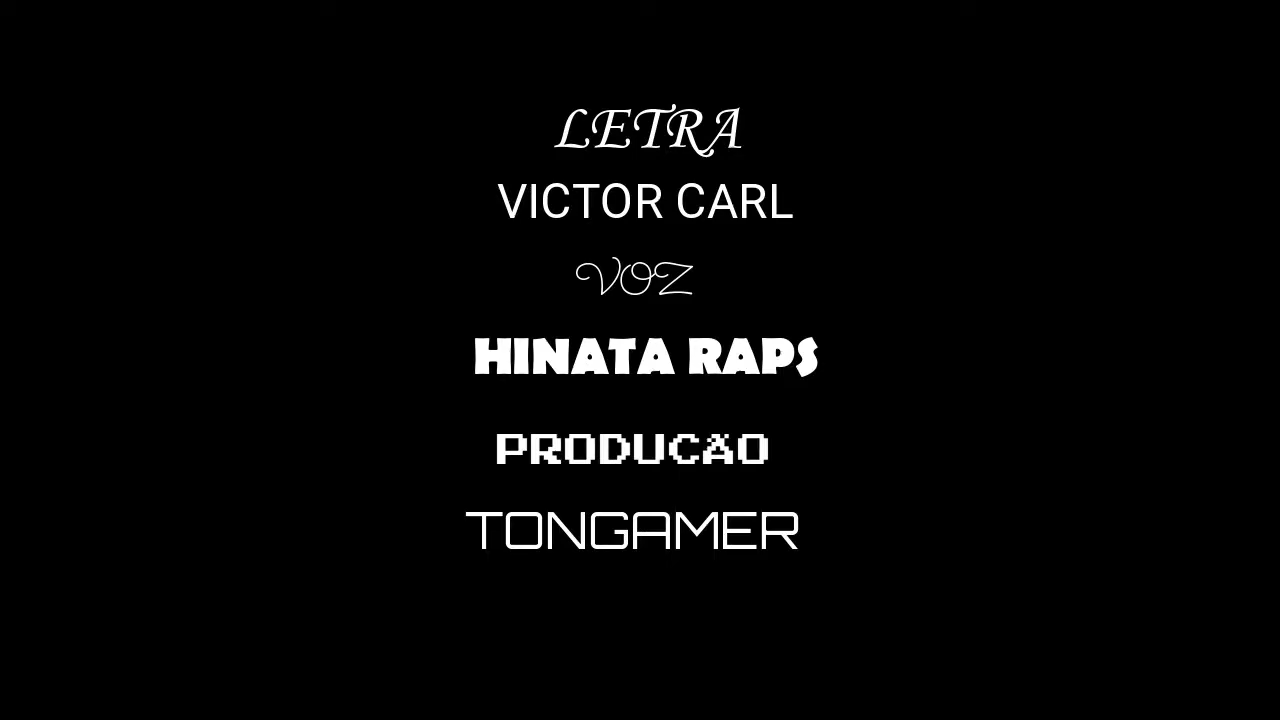 LETRA
VICTOR CARL
VOZ
HINATA RAPS
PRODUCÃO
TONGAMER